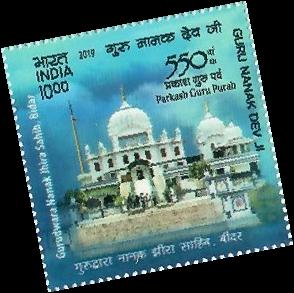 भारत 2019 गुरु नानक देव जी
INDIA
1000
550वां th
प्रकाश गुरु पर्व
Parkash Guru Purab
GURU NANAK DEV JI
Gurudwara Nanak Jhira Sahib, Bidar
गुरुद्वारा नानक झीरा साहिब, बीदर